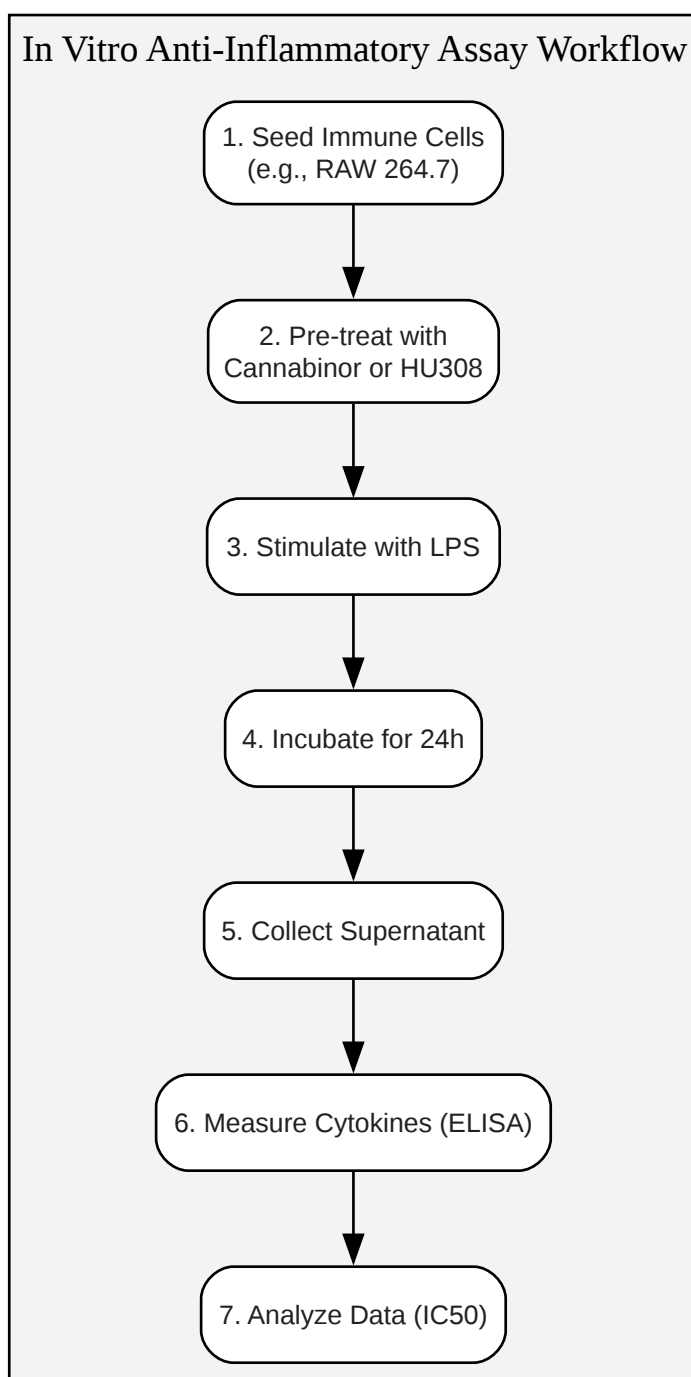 In Vitro Anti-Inflammatory Assay Workflow
1. Seed Immune Cells
(e.g., RAW 264.7)
2. Pre-treat with
Cannabinor or HU308
3. Stimulate with LPS
4. Incubate for 24h
5. Collect Supernatant
6. Measure Cytokines (ELISA)
7. Analyze Data (IC50)